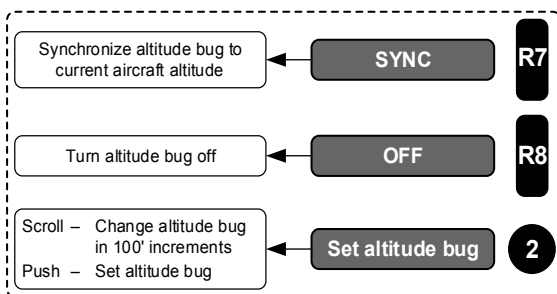 Synchronize altitude bug to
current aircraft altitude
SYNC
R7
Turn altitude bug off
OFF
R8
Scroll – Change altitude bug
in 100' increments
Push – Set altitude bug
Set altitude bug
2